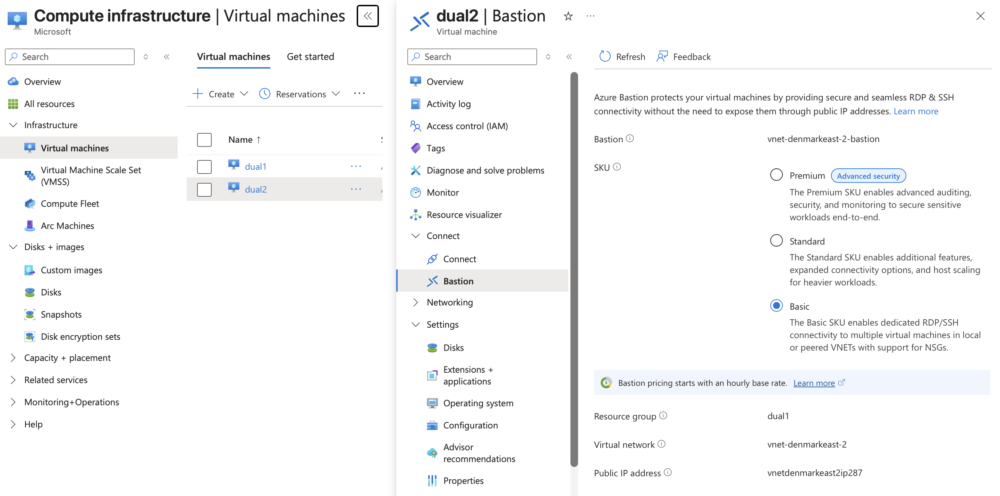 Compute infrastructure | Virtual machines
Microsoft
Search
Overview
All resources
Infrastructure
Virtual machines
Virtual Machine Scale Set
(VMSS)
Compute Fleet
Arc Machines
Disks + images
Custom images
Disks
Snapshots
Disk encryption sets
Capacity + placement
Related services
Monitoring+Operations
Help
Virtual machines Get started
Create Reservations ···
Name ↑
dual1 ···
dual2 ···
dual2 | Bastion ···
Virtual machine
Search
Overview
Activity log
Access control (IAM)
Tags
Diagnose and solve problems
Monitor
Resource visualizer
Connect
Connect
Bastion
Networking
Settings
Disks
Extensions +
applications
Operating system
Configuration
Advisor
recommendations
Properties
Refresh Feedback
Azure Bastion protects your virtual machines by providing secure and seamless RDP & SSH
connectivity without the need to expose them through public IP addresses. Learn more
Bastion vnet-denmarkeast-2-bastion
SKU
Premium Advanced security
The Premium SKU enables advanced auditing,
security, and monitoring to secure sensitive
workloads end-to-end.
Standard
The Standard SKU enables additional features,
expanded connectivity options, and host scaling
for heavier workloads.
Basic
The Basic SKU enables dedicated RDP/SSH
connectivity to multiple virtual machines in local
or peered VNETs with support for NSGs.
Bastion pricing starts with an hourly base rate. Learn more
Resource group dual1
Virtual network vnet-denmarkeast-2
Public IP address vnetdenmarkeast2ip287